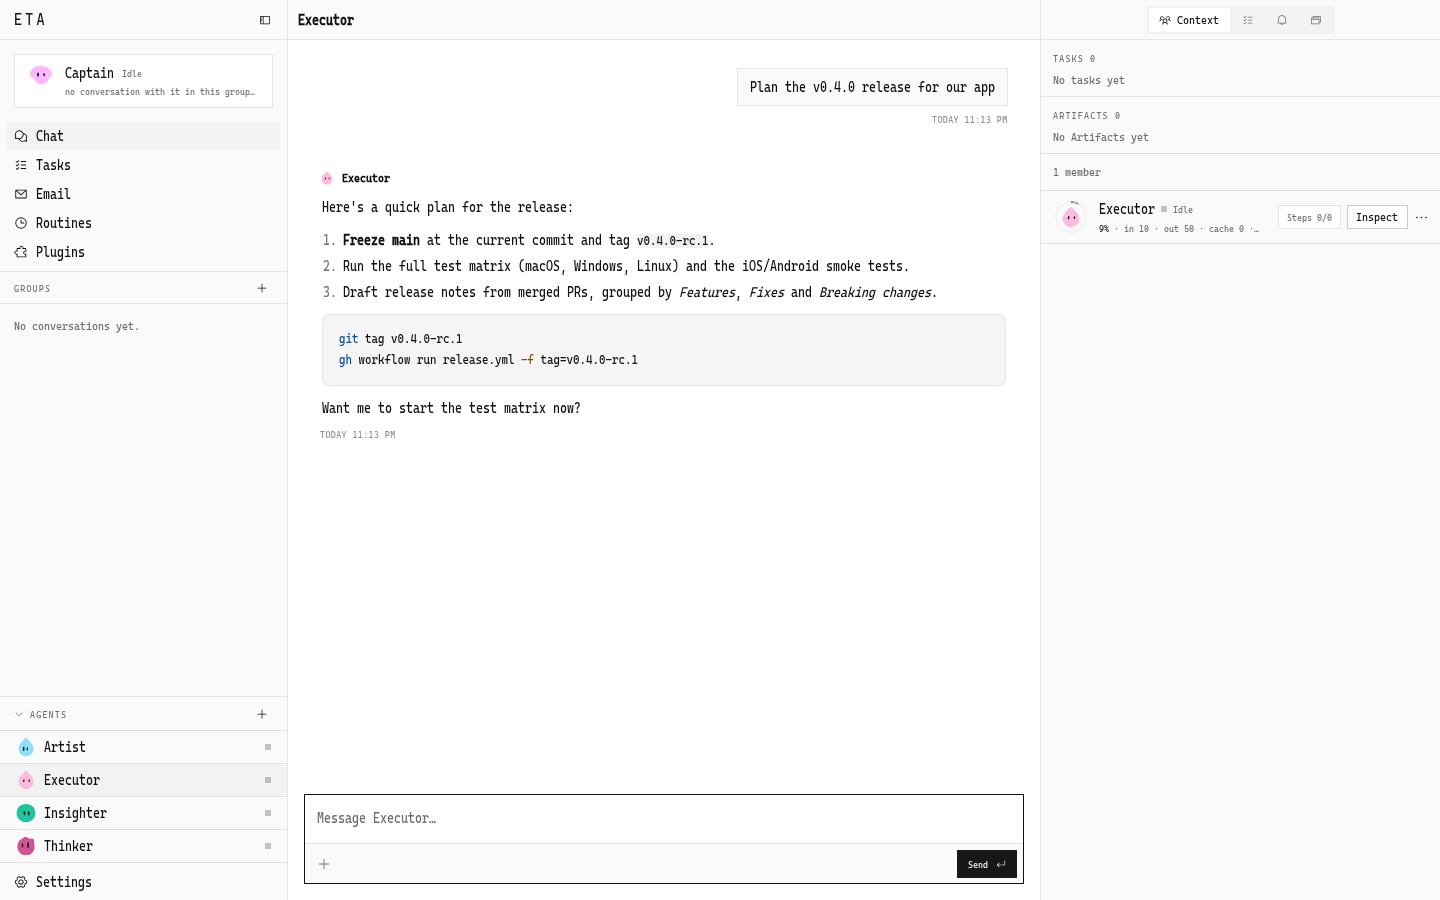 ETA
Captain Idle
no conversation with it in this group…
Chat
Tasks
Email
Routines
Plugins
GROUPS
No conversations yet.
AGENTS
Artist
Executor
Insighter
Thinker
Settings
Executor
Plan the v0.4.0 release for our app
TODAY 11:13 PM
Executor
Here's a quick plan for the release:
1. Freeze main at the current commit and tag v0.4.0-rc.1.
2. Run the full test matrix (macOS, Windows, Linux) and the iOS/Android smoke tests.
3. Draft release notes from merged PRs, grouped by Features, Fixes and Breaking changes.
git tag v0.4.0-rc.1
gh workflow run release.yml -f tag=v0.4.0-rc.1
Want me to start the test matrix now?
TODAY 11:13 PM
Message Executor…
Send
Context
TASKS 0
No tasks yet
ARTIFACTS 0
No Artifacts yet
1 member
Executor Idle
9% · in 10 · out 50 · cache 0 ·…
Steps 0/0
Inspect